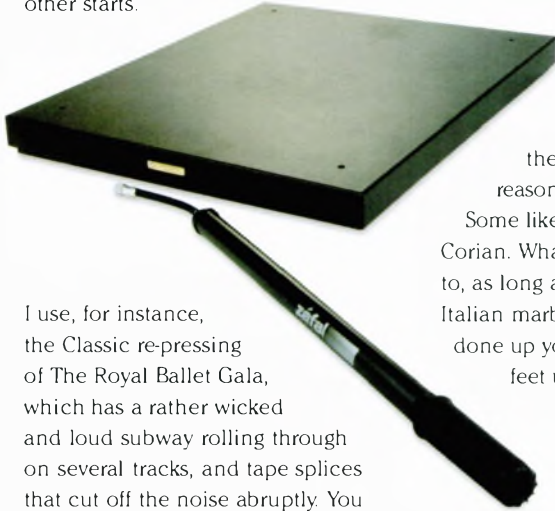 other starts.
I use, for instance,
the Classic re-pressing
of The Royal Ballet Gala,
which has a rather wicked
and loud subway rolling through
on several tracks, and tape splices
that cut off the noise abruptly. You
the
reason
Some like
Corian.
to, as long a
Italian marb
done up yo
feet u
zéfal